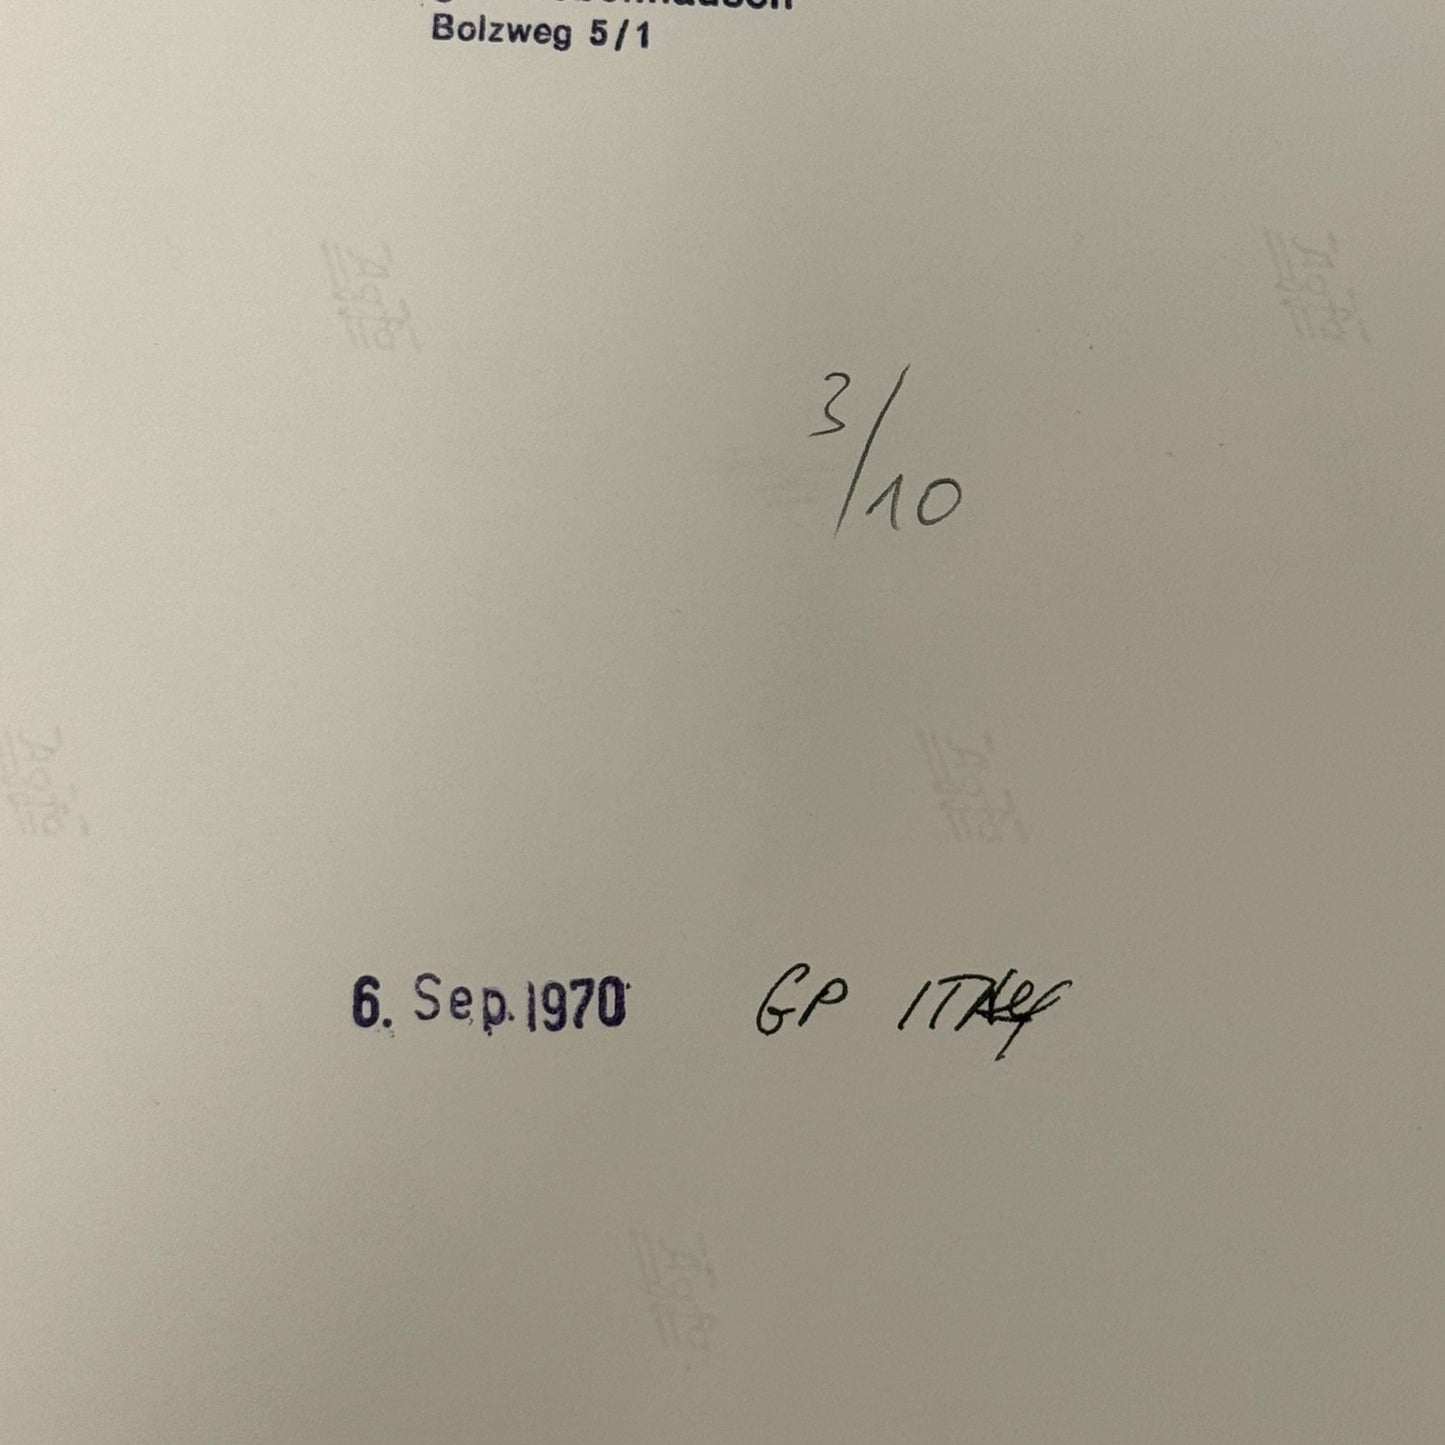 Bolzweg 5/1
3/10
6. Sep. 1970 GP ITALY